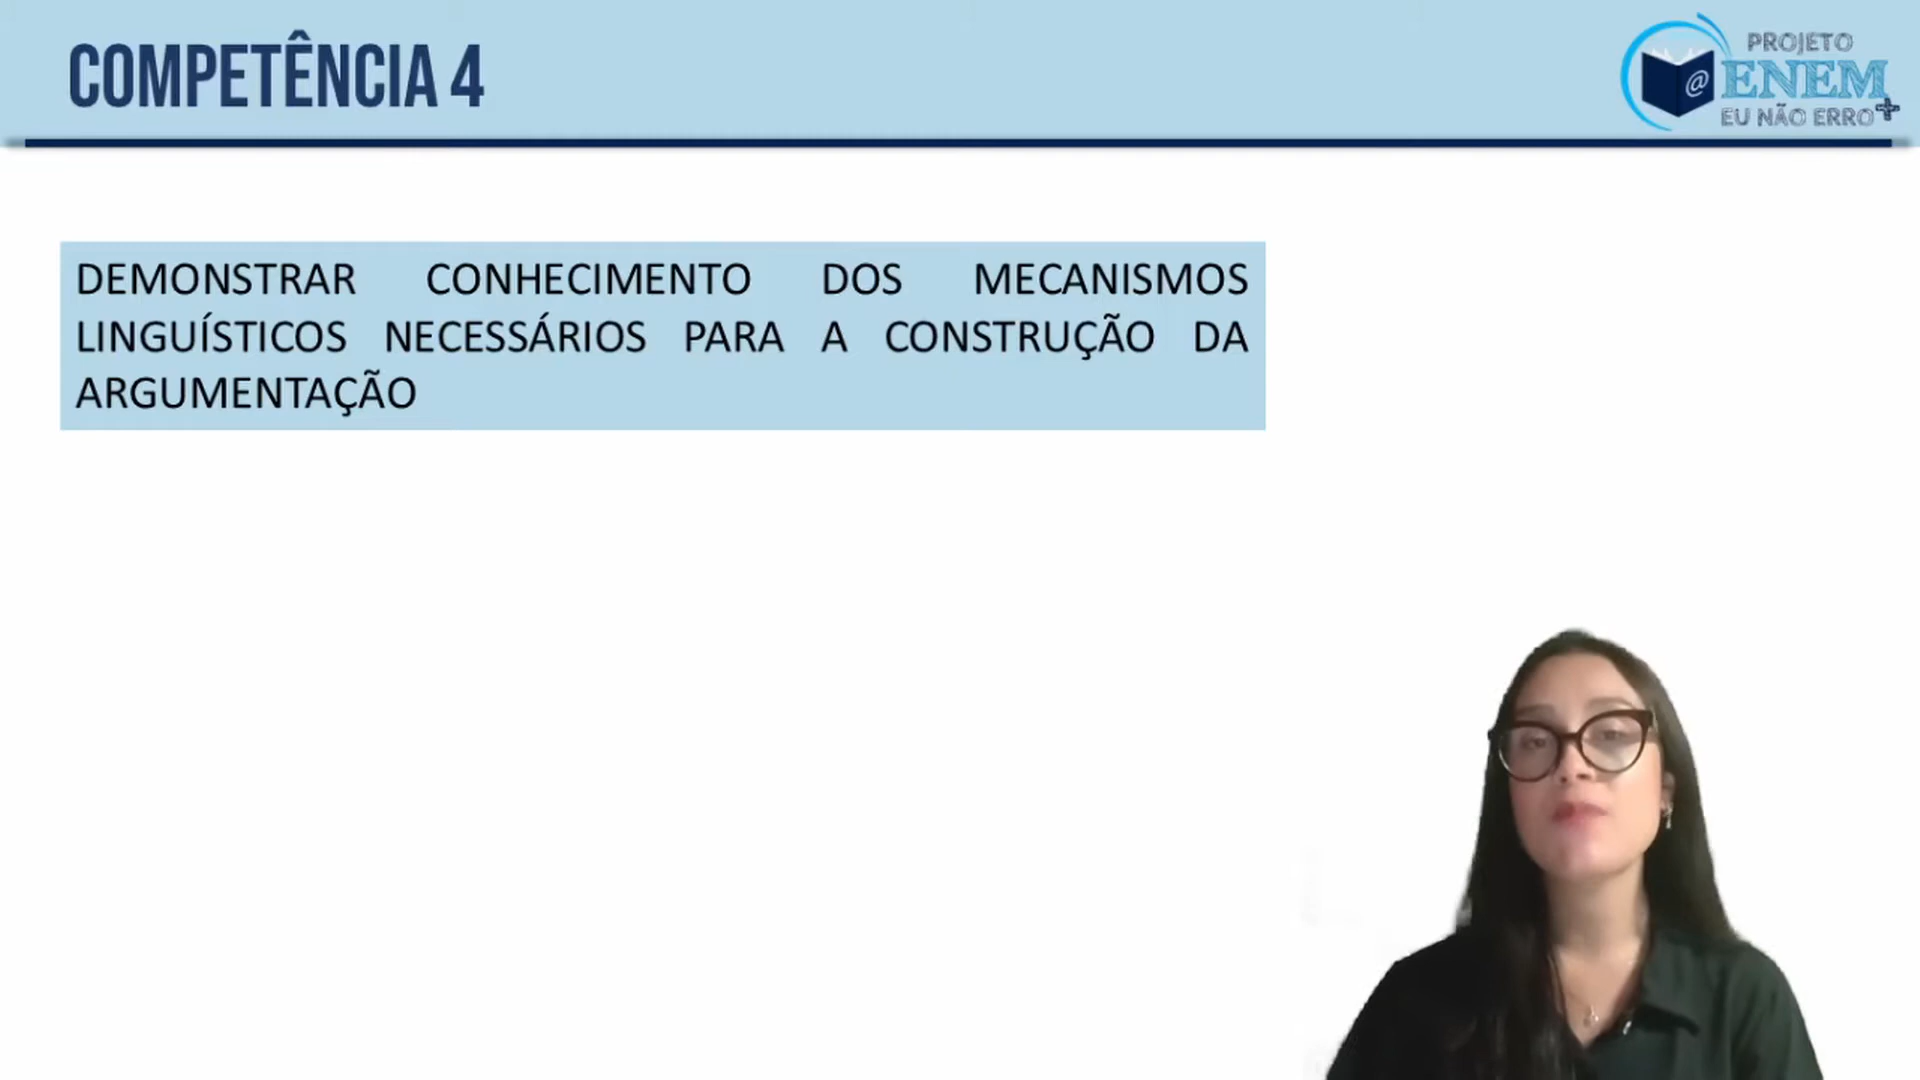 COMPETÊNCIA 4
PROJETO
@ENEM
EU NÃO ERRO+
DEMONSTRAR CONHECIMENTO DOS MECANISMOS
LINGUÍSTICOS NECESSÁRIOS PARA A CONSTRUÇÃO DA
ARGUMENTAÇÃO